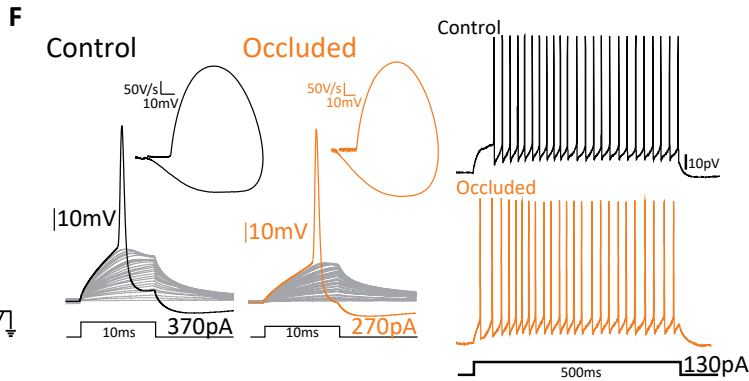 F
Control
Occluded
50V/s
10mV
50V/s
10mV
|10mV
|10mV
10ms
370pA
10ms
270pA
Control
10pV
Occluded
500ms
130pA